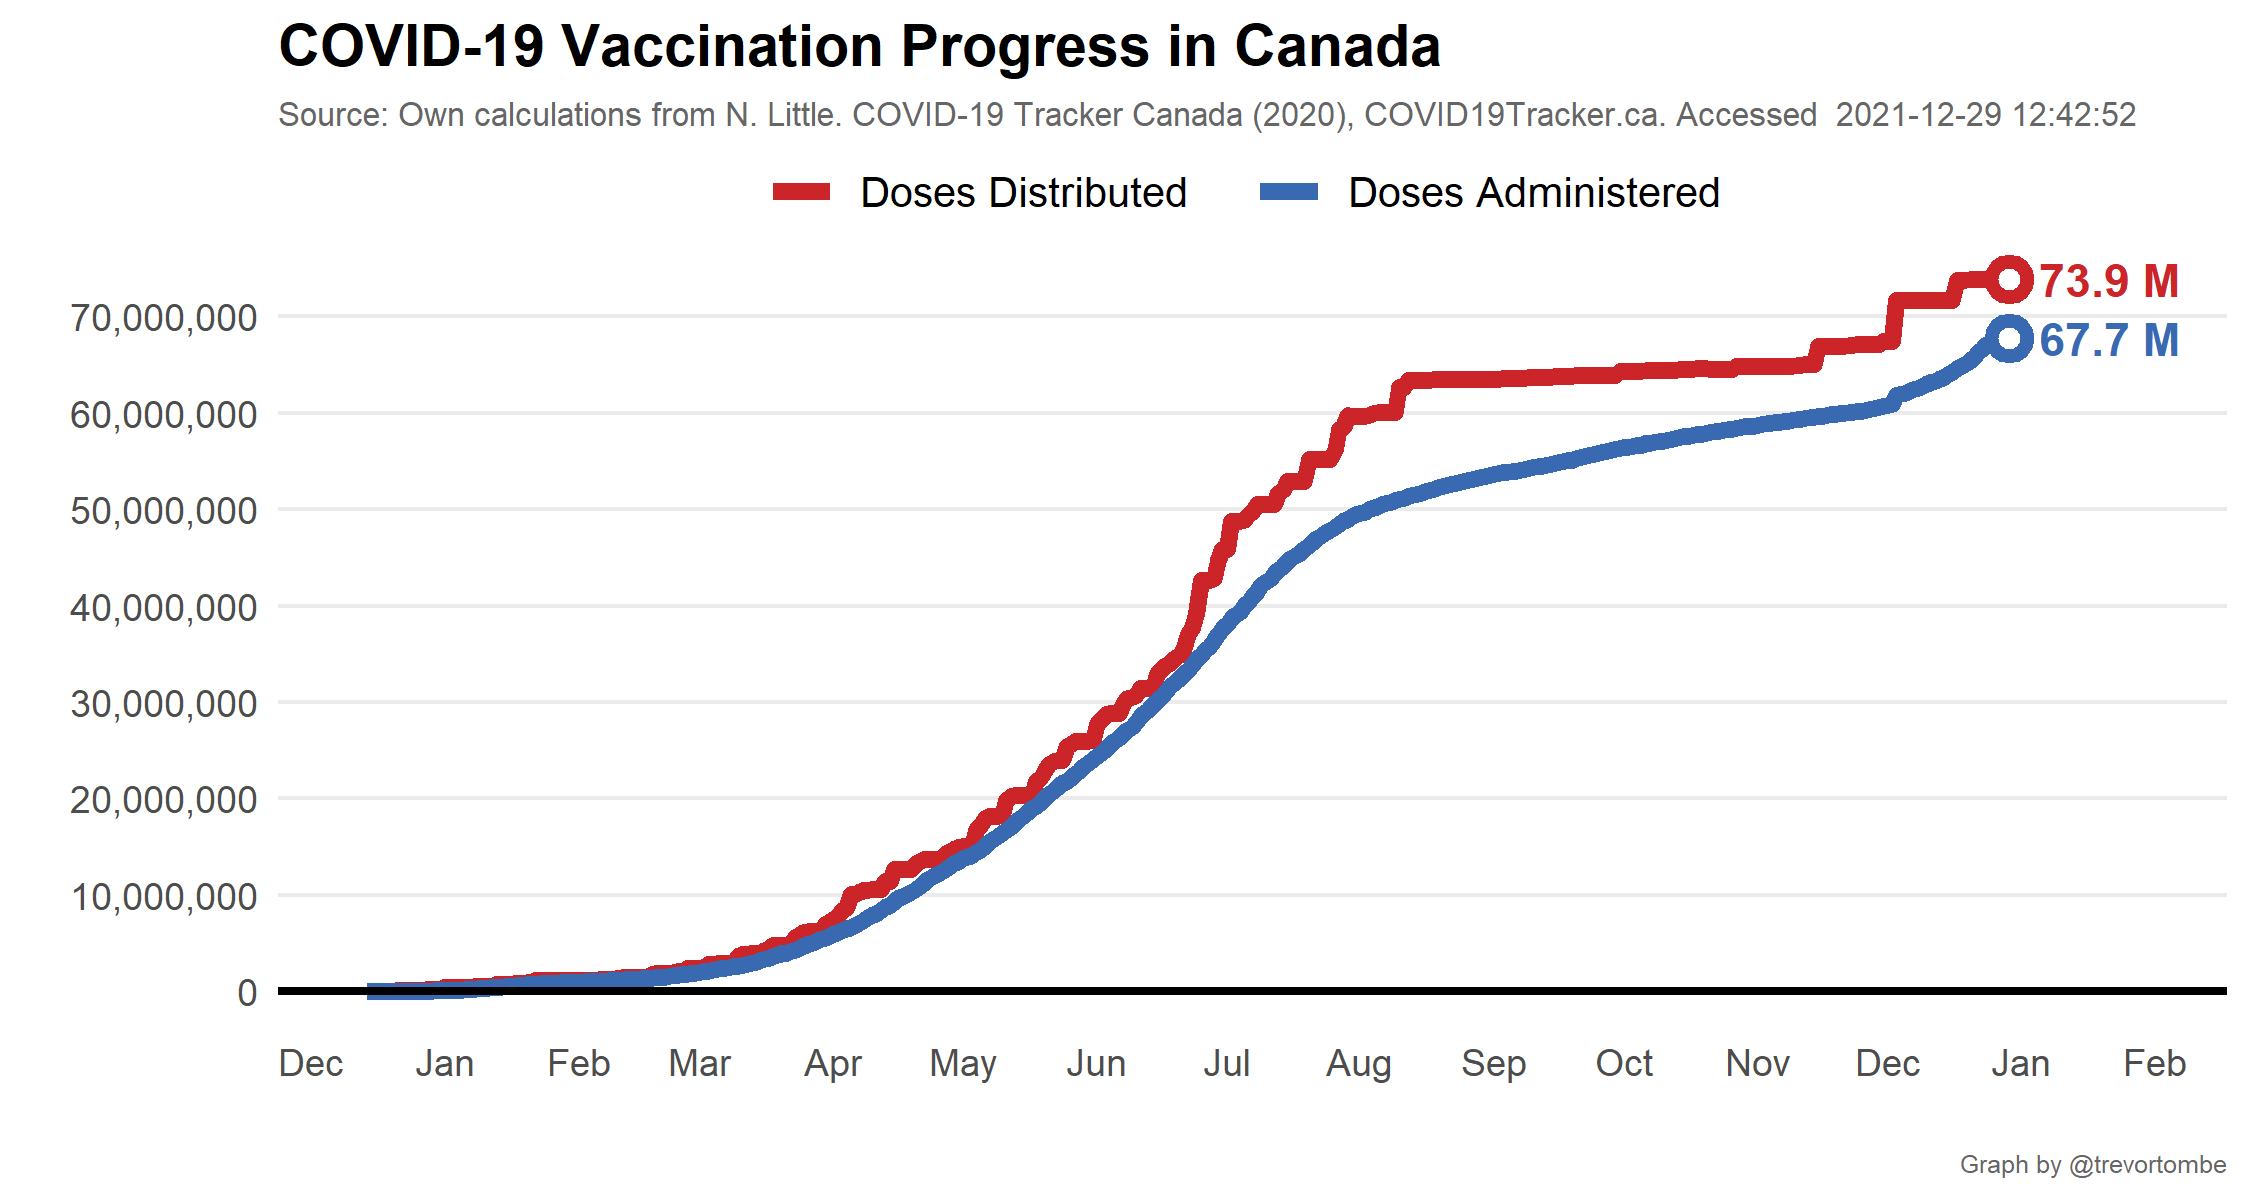 COVID-19 Vaccination Progress in Canada
Source: Own calculations from N. Little. COVID-19 Tracker Canada (2020), COVID19Tracker.ca. Accessed  2021-12-29 12:42:52
Doses Distributed
Doses Administered
73.9 M
67.7 M
70,000,000
60,000,000
50,000,000
40,000,000
30,000,000
20,000,000
10,000,000
0
Dec Jan Feb Mar Apr May Jun Jul Aug Sep Oct Nov Dec Jan Feb
Graph by @trevortombe